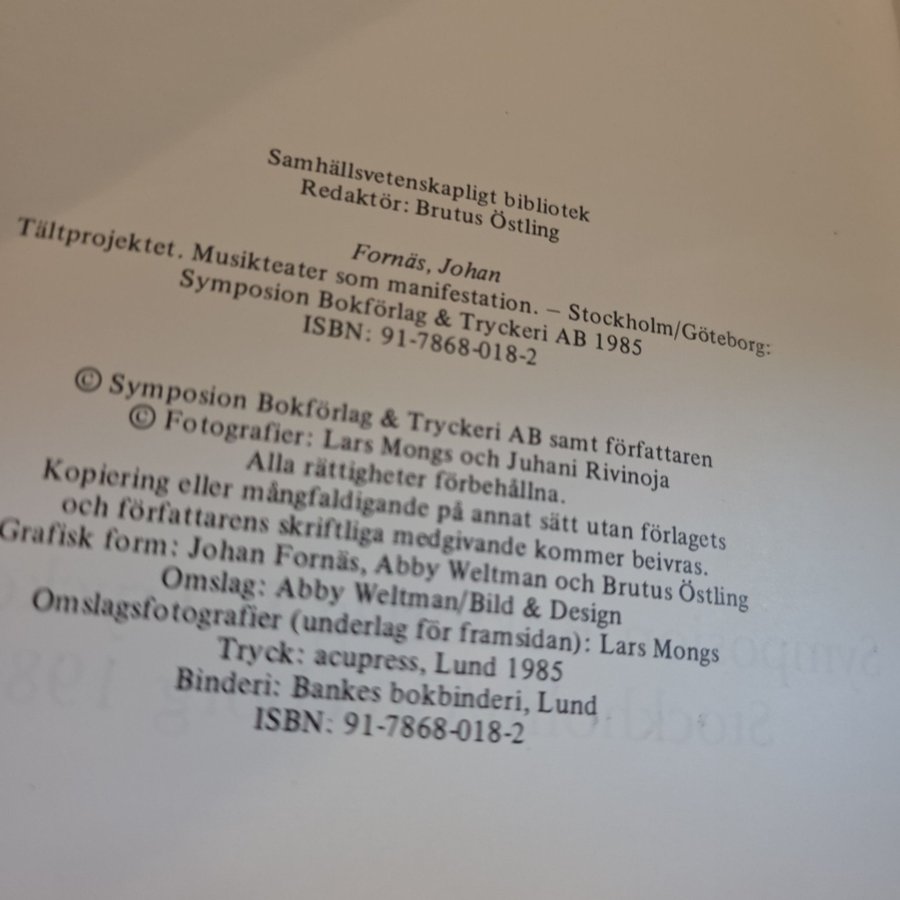 Samhällsvetenskapligt bibliotek
Redaktör: Brutus Östling
Fornäs, Johan
Tältprojektet. Musikteater som manifestation. – Stockholm/Göteborg:
Symposion Bokförlag & Tryckeri AB 1985
ISBN: 91-7868-018-2
© Symposion Bokförlag & Tryckeri AB samt författaren
© Fotografier: Lars Mongs och Juhani Rivinoja
Alla rättigheter förbehållna.
Kopiering eller mångfaldigande på annat sätt utan förlagets
och författarens skriftliga medgivande kommer beivras.
Grafisk form: Johan Fornäs, Abby Weltman och Brutus Östling
Omslag: Abby Weltman/Bild & Design
Omslagsfotografier (underlag för framsidan): Lars Mongs
Tryck: acupress, Lund 1985
Binderi: Bankes bokbinderi, Lund
ISBN: 91-7868-018-2